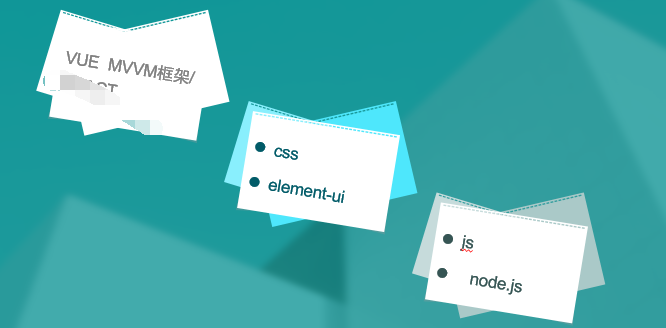 VUE MVVM框架/
css
element-ui
js
node.js